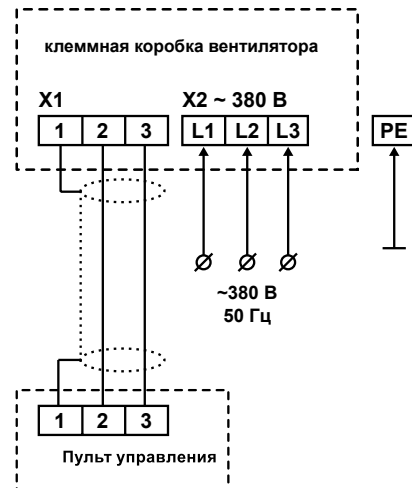 клеммная коробка вентилятора
X1 X2 ~ 380 В
1 2 3 L1 L2 L3 PE
~380 В
50 Гц
1 2 3
Пульт управления